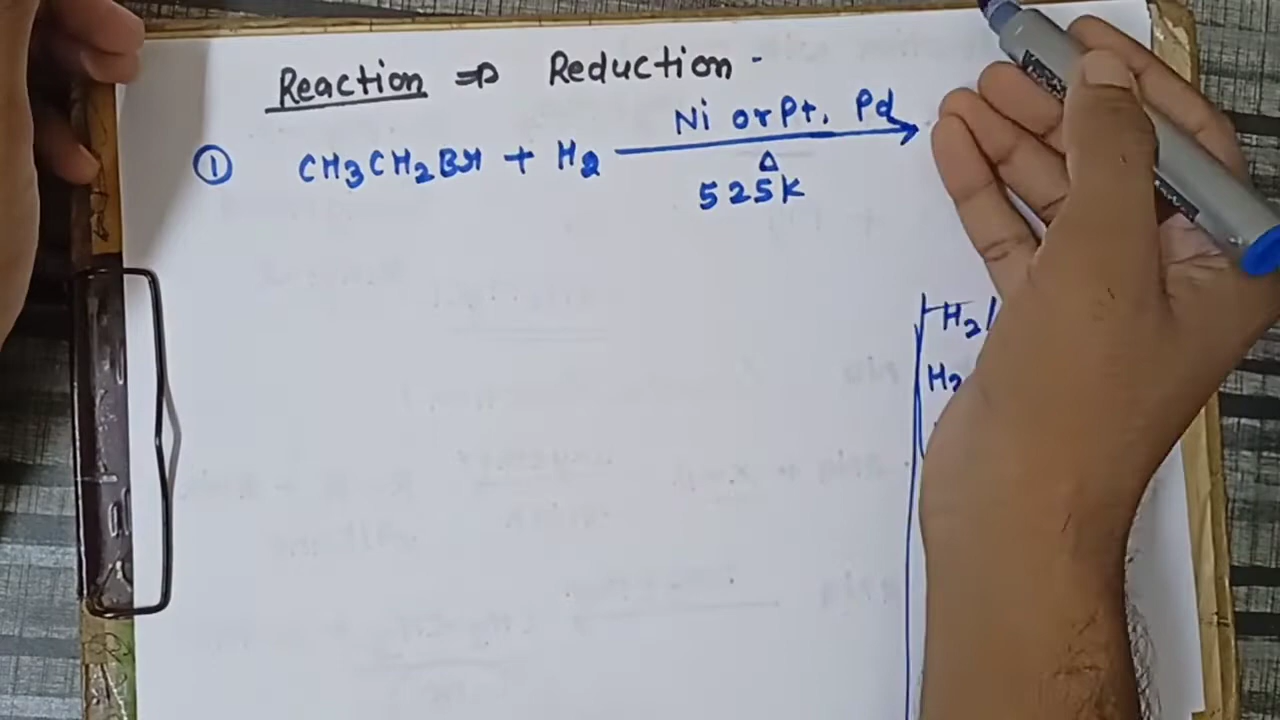 Reaction ⇒ Reduction -
Ni or Pt, Pd
① CH3CH2Br + H2 ⟶
Δ
525K
H2/
H2